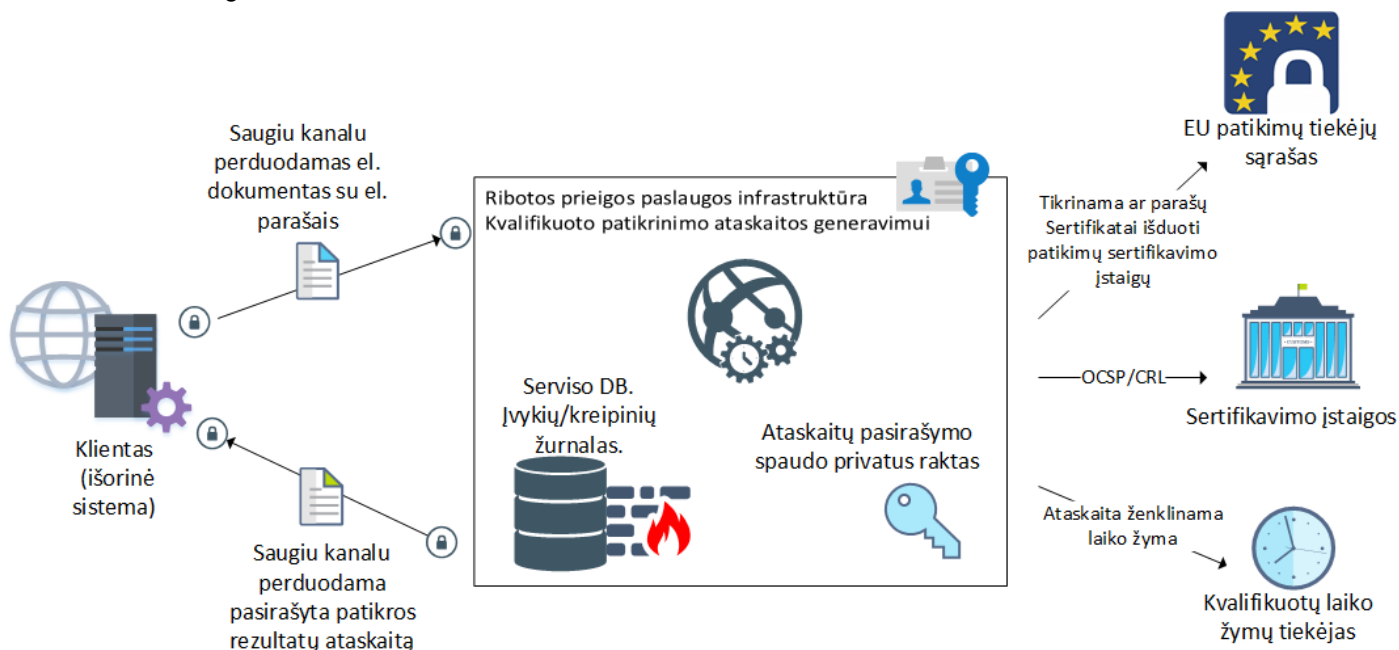 Saugiu kanalu
perduodamas el.
dokumentas su el.
parašais
Klientas
(išorinė
sistema)
Saugiu kanalu
perduodama
pasirašyta patikros
rezultatų ataskaitą
Ribotos prieigos paslaugos infrastruktūra
Kvalifikuoto patikrinimo ataskaitos generavimui
Serviso DB.
Įvykių/kreipinių
žurnalas.
Ataskaitų pasirašymo
spaudo privatus raktas
EU patikimų tiekėjų
sąrašas
Tikrinama ar parašų
Sertifikatai išduoti
patikimų sertifikavimo
įstaigų
OCSP/CRL
CUSTOMS
Sertifikavimo įstaigos
Ataskaita ženklinama
laiko žyma
Kvalifikuotų laiko
žymų tiekėjas